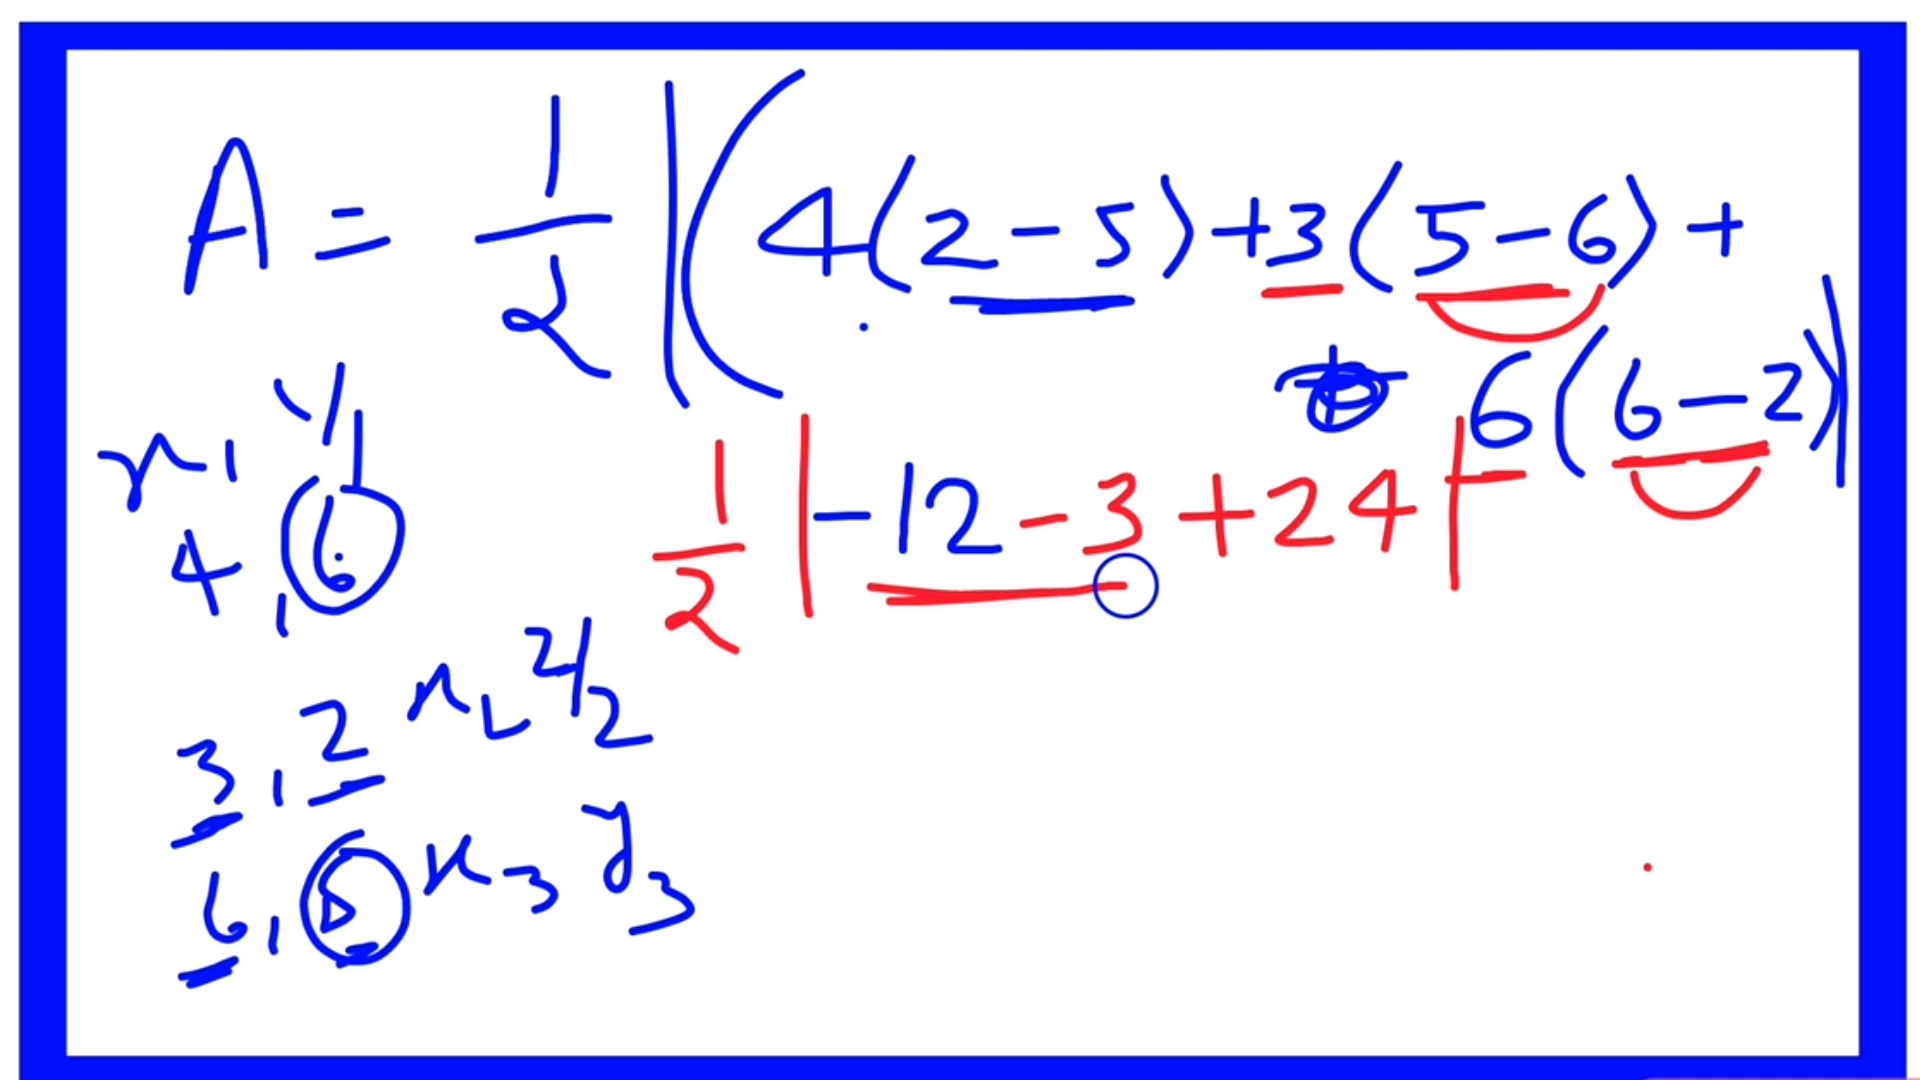 A = 1/2 |(4(2-5)+3(5-6)+
6(6-2))|
x1, y1
4, 6
1/2 |-12-3+24|
3, 2 x2 y2
6, 5 x3 y3